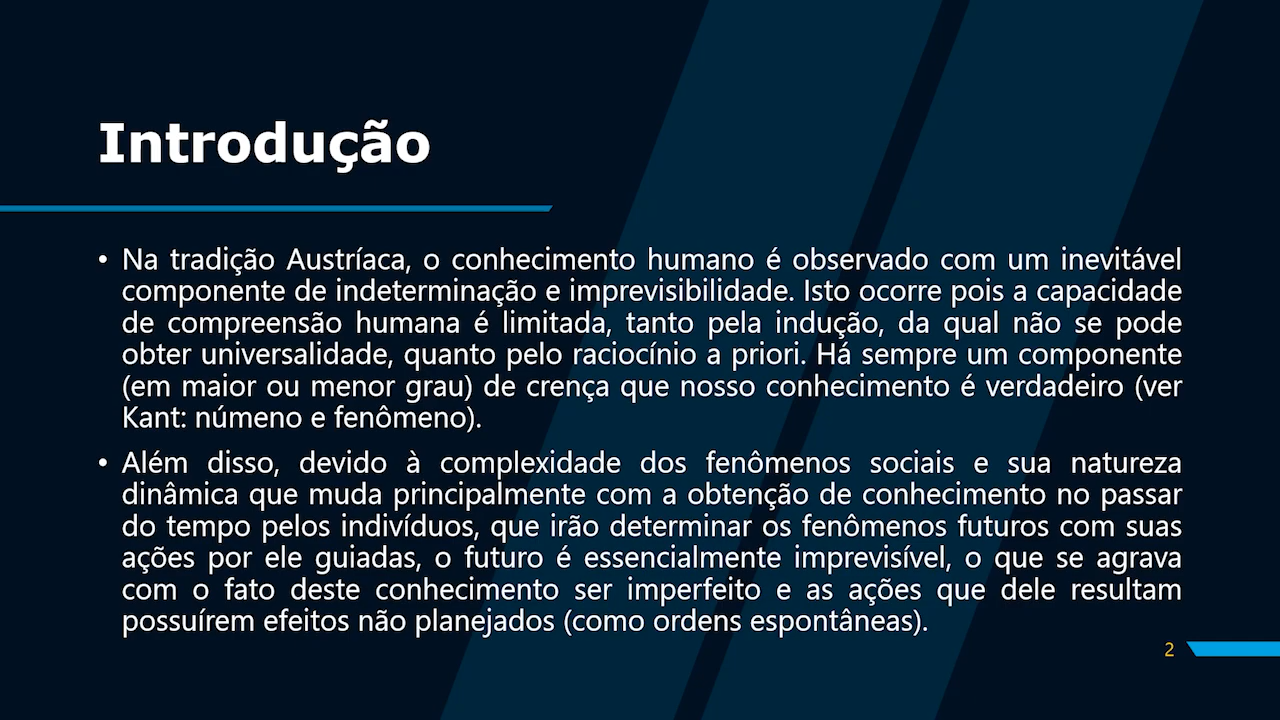 Introdução
• Na tradição Austríaca, o conhecimento humano é observado com um inevitável
componente de indeterminação e imprevisibilidade. Isto ocorre pois a capacidade
de compreensão humana é limitada, tanto pela indução, da qual não se pode
obter universalidade, quanto pelo raciocínio a priori. Há sempre um componente
(em maior ou menor grau) de crença que nosso conhecimento é verdadeiro (ver
Kant: númeno e fenômeno).
• Além disso, devido à complexidade dos fenômenos sociais e sua natureza
dinâmica que muda principalmente com a obtenção de conhecimento no passar
do tempo pelos indivíduos, que irão determinar os fenômenos futuros com suas
ações por ele guiadas, o futuro é essencialmente imprevisível, o que se agrava
com o fato deste conhecimento ser imperfeito e as ações que dele resultam
possuírem efeitos não planejados (como ordens espontâneas).
2